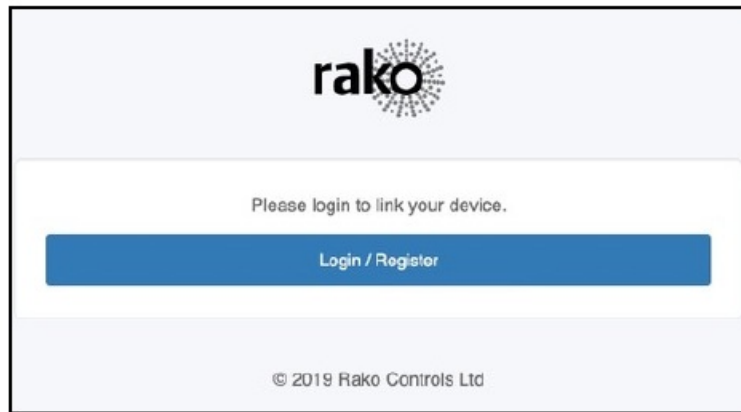 rako
Please login to link your device.
Login / Register
© 2019 Rako Controls Ltd